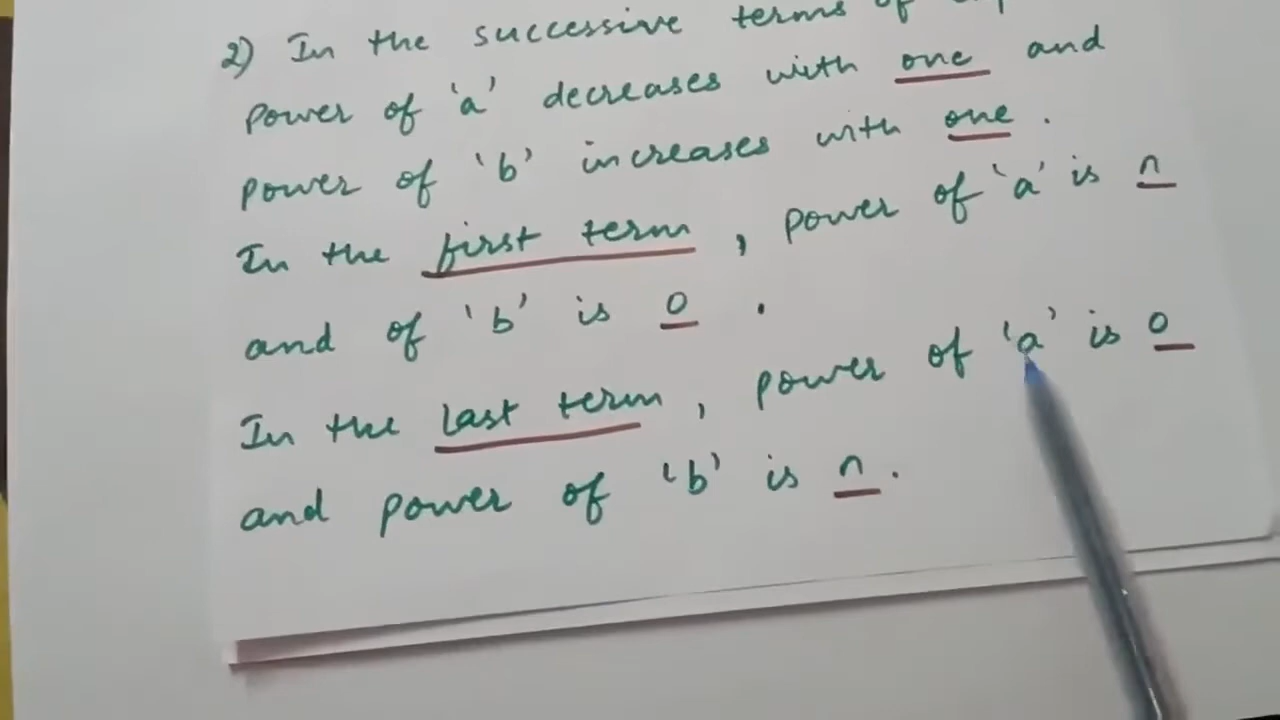 2) In the successive terms of
power of 'a' decreases with one and
power of 'b' increases with one .
In the first term , power of 'a' is n
and of 'b' is 0 .
In the last term , power of 'a' is 0
and power of 'b' is n .